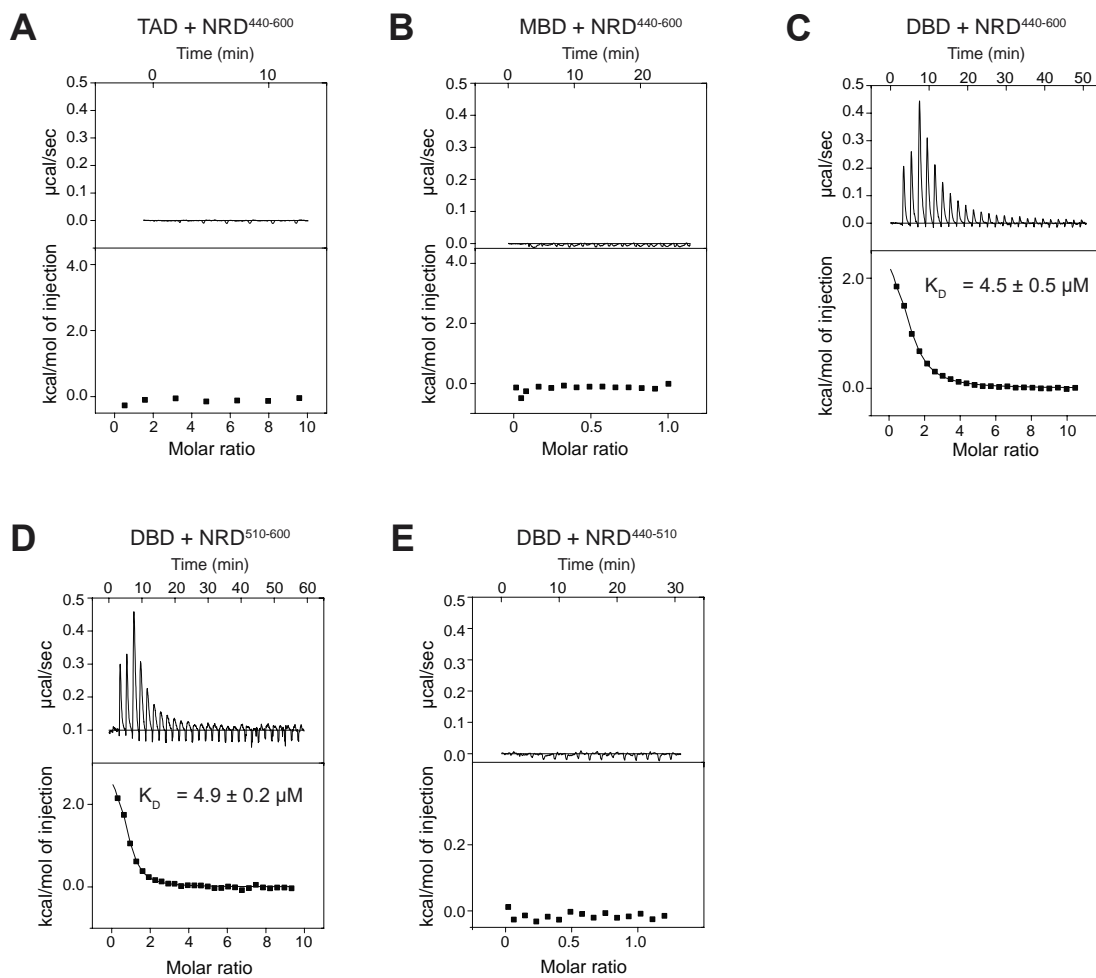 A
TAD + NRD440-600
Time (min)
0 10
0.5
0.4
0.3
0.2
0.1
0.0
µcal/sec
4.0
2.0
0.0
kcal/mol of injection
0 2 4 6 8 10
Molar ratio
B
MBD + NRD440-600
Time (min)
0 10 20
0.5
0.4
0.3
0.2
0.1
0.0
µcal/sec
4.0
2.0
0.0
kcal/mol of injection
0 0.5 1.0
Molar ratio
C
DBD + NRD440-600
Time (min)
0 10 20 30 40 50
0.5
0.4
0.3
0.2
0.1
0.0
µcal/sec
KD = 4.5 ± 0.5 µM
2.0
0.0
kcal/mol of injection
0 2 4 6 8 10
Molar ratio
D
DBD + NRD510-600
Time (min)
0 10 20 30 40 50 60
0.5
0.4
0.3
0.2
0.1
µcal/sec
KD = 4.9 ± 0.2 µM
2.0
0.0
kcal/mol of injection
0 2 4 6 8 10
Molar ratio
E
DBD + NRD440-510
Time (min)
0 10 20 30
0.5
0.4
0.3
0.2
0.1
0.0
µcal/sec
0.2
0.0
kcal/mol of injection
0 0.5 1.0
Molar ratio